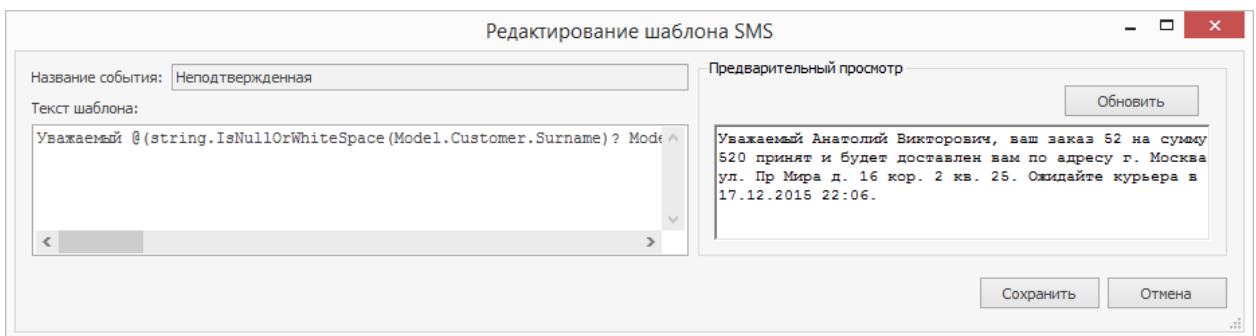 Редактирование шаблона SMS
Название события: Неподтвержденная
Текст шаблона:
Уважаемый @(string.IsNullOrWhiteSpace(Model.Customer.Surname)? Mode
Предварительный просмотр
Обновить
Уважаемый Анатолий Викторович, ваш заказ 52 на сумму
520 принят и будет доставлен вам по адресу г. Москва
ул. Пр Мира д. 16 кор. 2 кв. 25. Ожидайте курьера в
17.12.2015 22:06.
Сохранить
Отмена